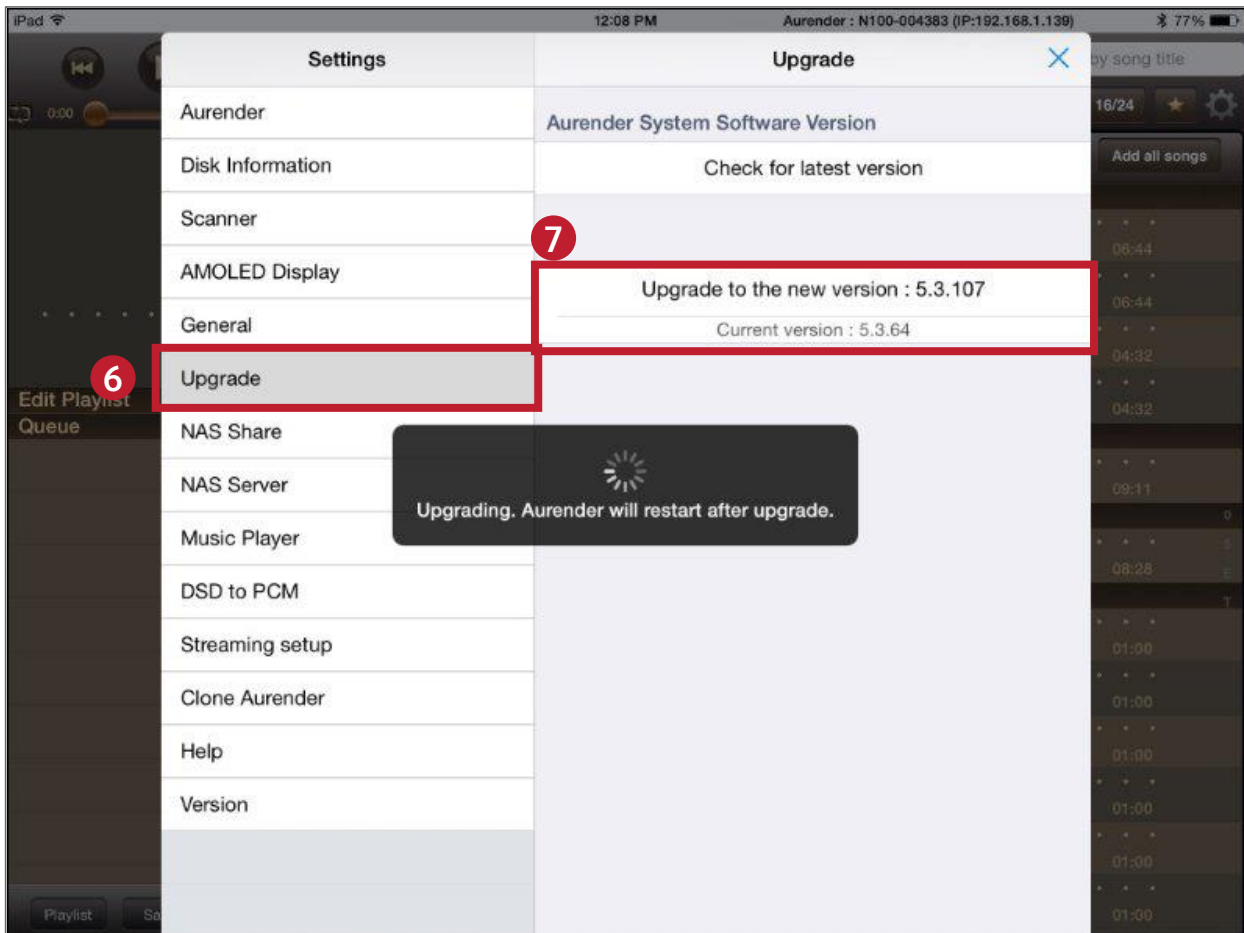 iPad 12:08 PM Aurender : N100-004383 (IP:192.168.1.139) 77%
Settings
Upgrade
by song title
0:00
16/24
Add all songs
Aurender
Disk Information
Scanner
AMOLED Display
General
Upgrade
NAS Share
NAS Server
Music Player
DSD to PCM
Streaming setup
Clone Aurender
Help
Version
Aurender System Software Version
Check for latest version
7
Upgrade to the new version : 5.3.107
Current version : 5.3.64
6
Upgrading. Aurender will restart after upgrade.
Edit Playlist
Queue
06:44
06:44
04:32
04:32
09:11
08:28
01:00
01:00
01:00
01:00
01:00
01:00
Playlist